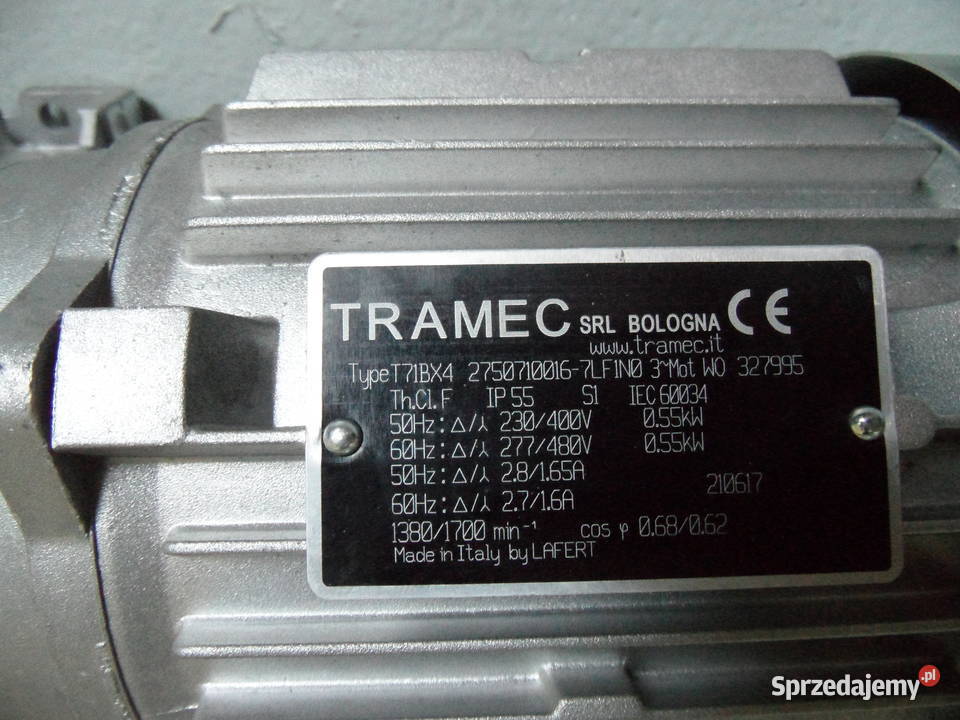 TRAMEC SRL BOLOGNA CE
www.tramec.it
Type T71BX4 2750710016-7LF1N0 3~Mot WO 327995
Th.Cl. F IP 55 S1 IEC 60034
50Hz: Δ/⅄ 230/400V 0.55kW
60Hz: Δ/⅄ 277/480V 0.55kW
50Hz: Δ/⅄ 2.8/1.65A
60Hz: Δ/⅄ 2.7/1.6A 210617
1380/1700 min⁻¹ cos φ 0.68/0.62
Made in Italy by LAFERT
Sprzedajemy.pl